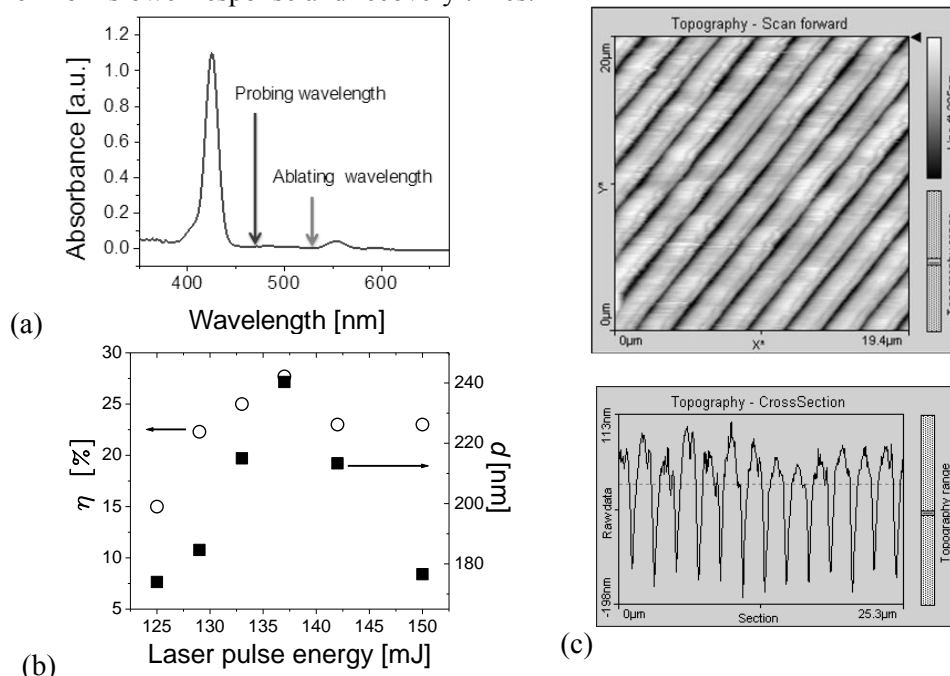 Absorbance [a.u.]
1.2
1.0
0.8
0.6
0.4
0.2
0.0
Probing wavelength
Ablating wavelength
400
500
600
Wavelength [nm]
(a)
η [%]
30
25
20
15
10
5
240
220
200
180
d [nm]
125
130
135
140
145
150
Laser pulse energy [mJ]
(b)
Topography - Scan forward
20µm
Y*
0µm
0µm
X*
19.4µm
Topography - CrossSection
113nm
Raw data
-198nm
0µm
Section
25.3µm
Topography range
(c)